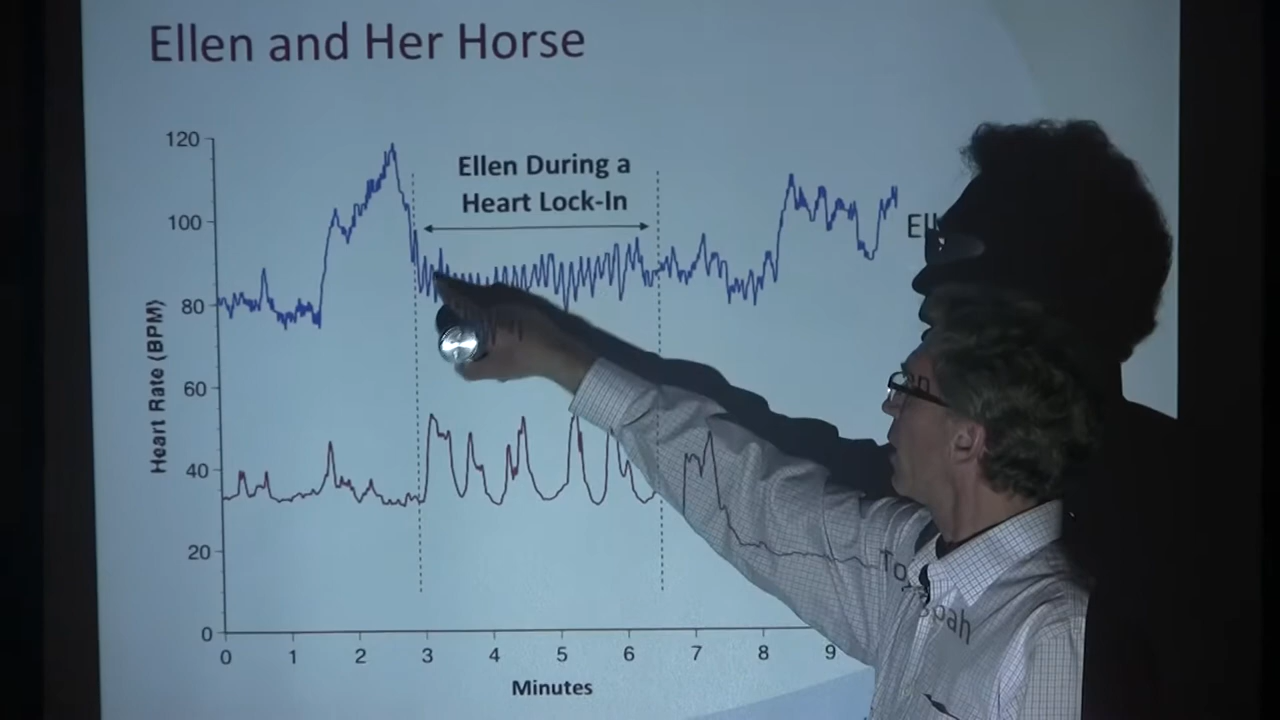 Ellen and Her Horse
120
100
80
60
40
20
0
Heart Rate (BPM)
Ellen During a
Heart Lock-In
0 1 2 3 4 5 6 7 8 9
Minutes